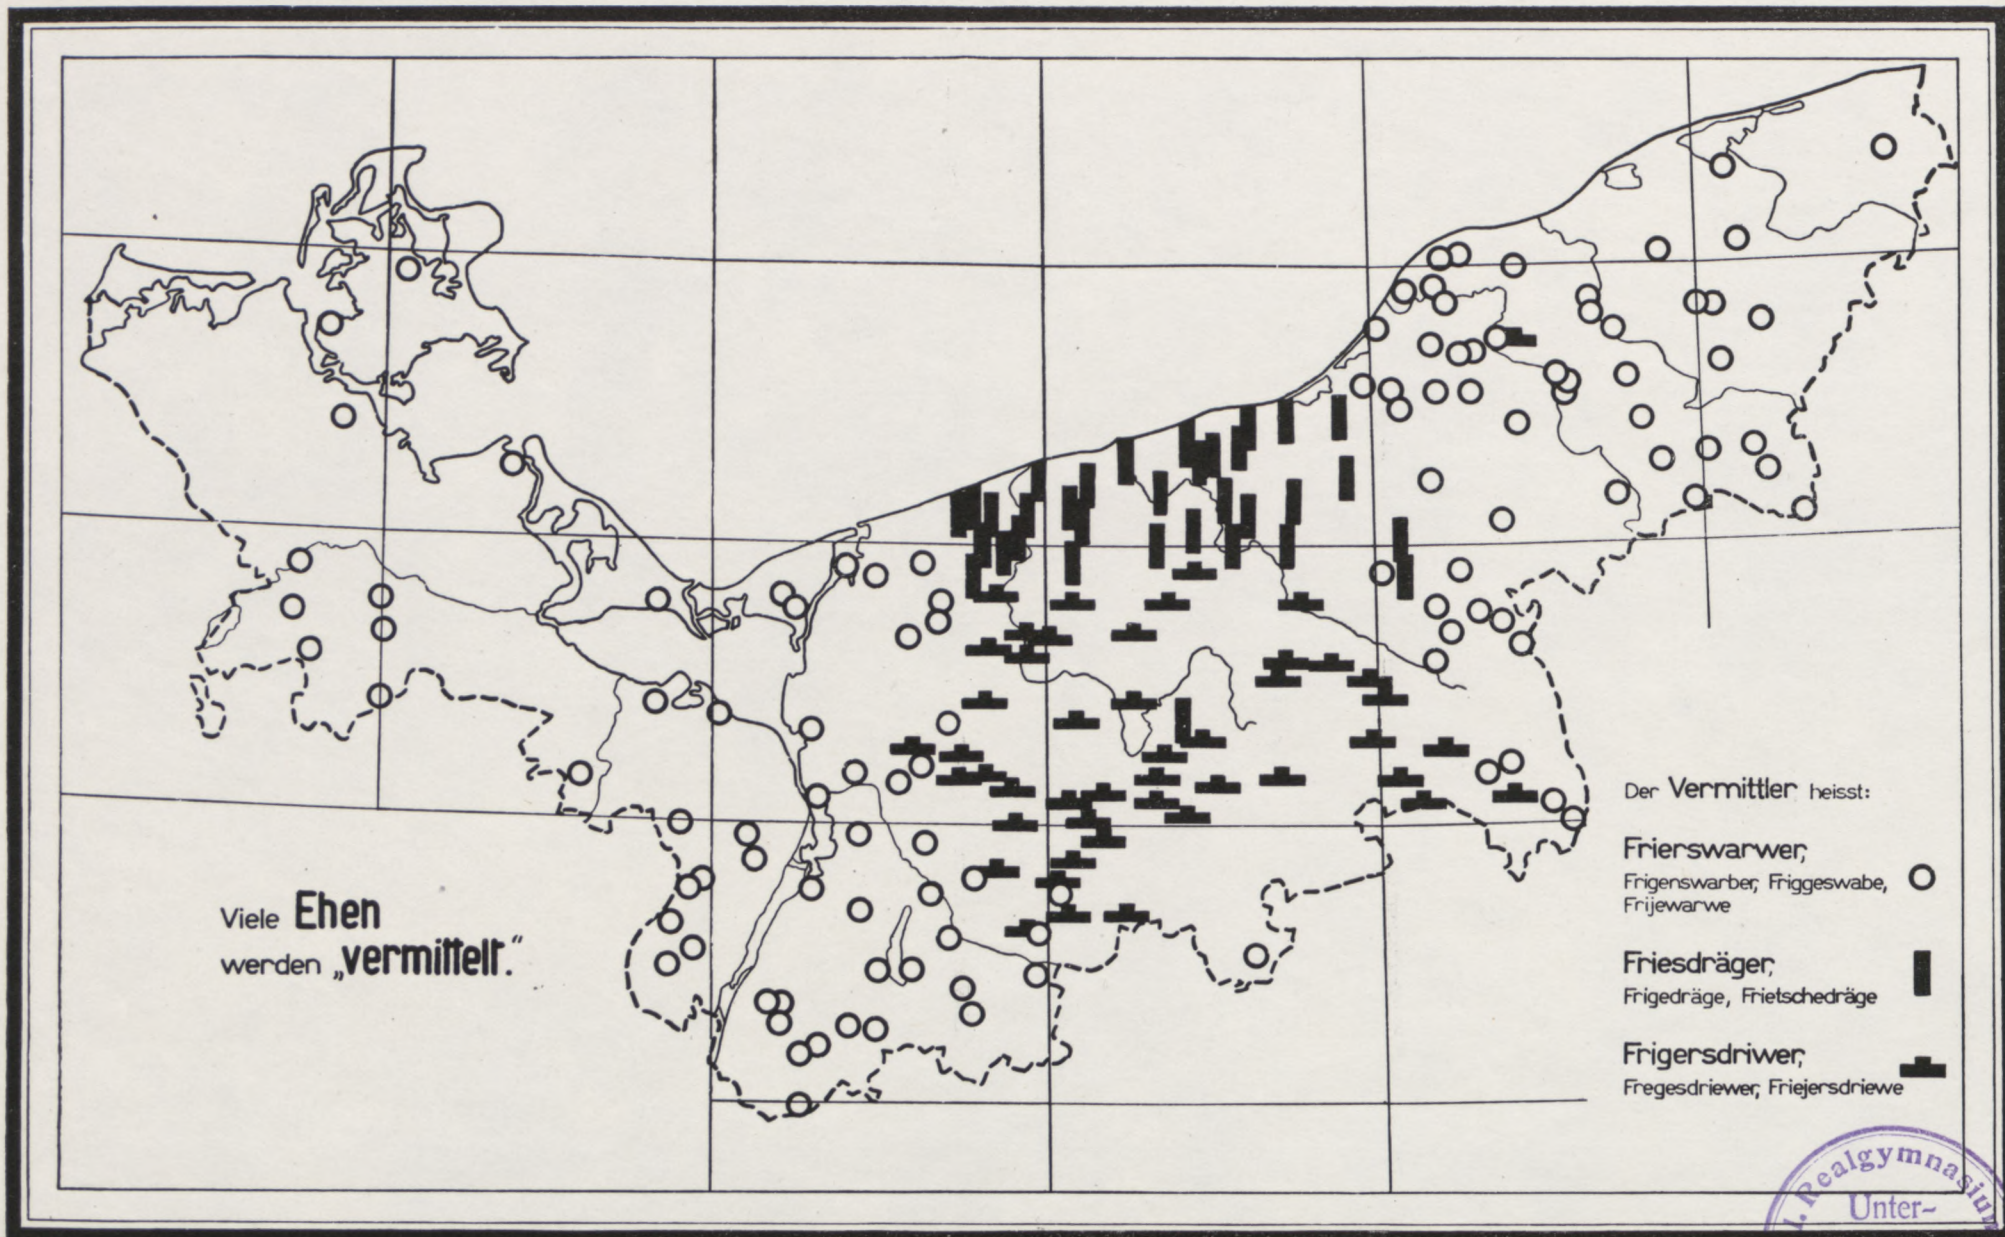 Viele Ehen
werden „vermittelt.“
Der Vermittler heisst:
Frierswarwer,
Frigenswarber, Friggeswabe,
Frijewarwe
Friesdräger,
Frigedräge, Frietschedräge
Frigersdriwer,
Fregesdriewer, Friejersdriewe
1. Realgymnasium
Unter-